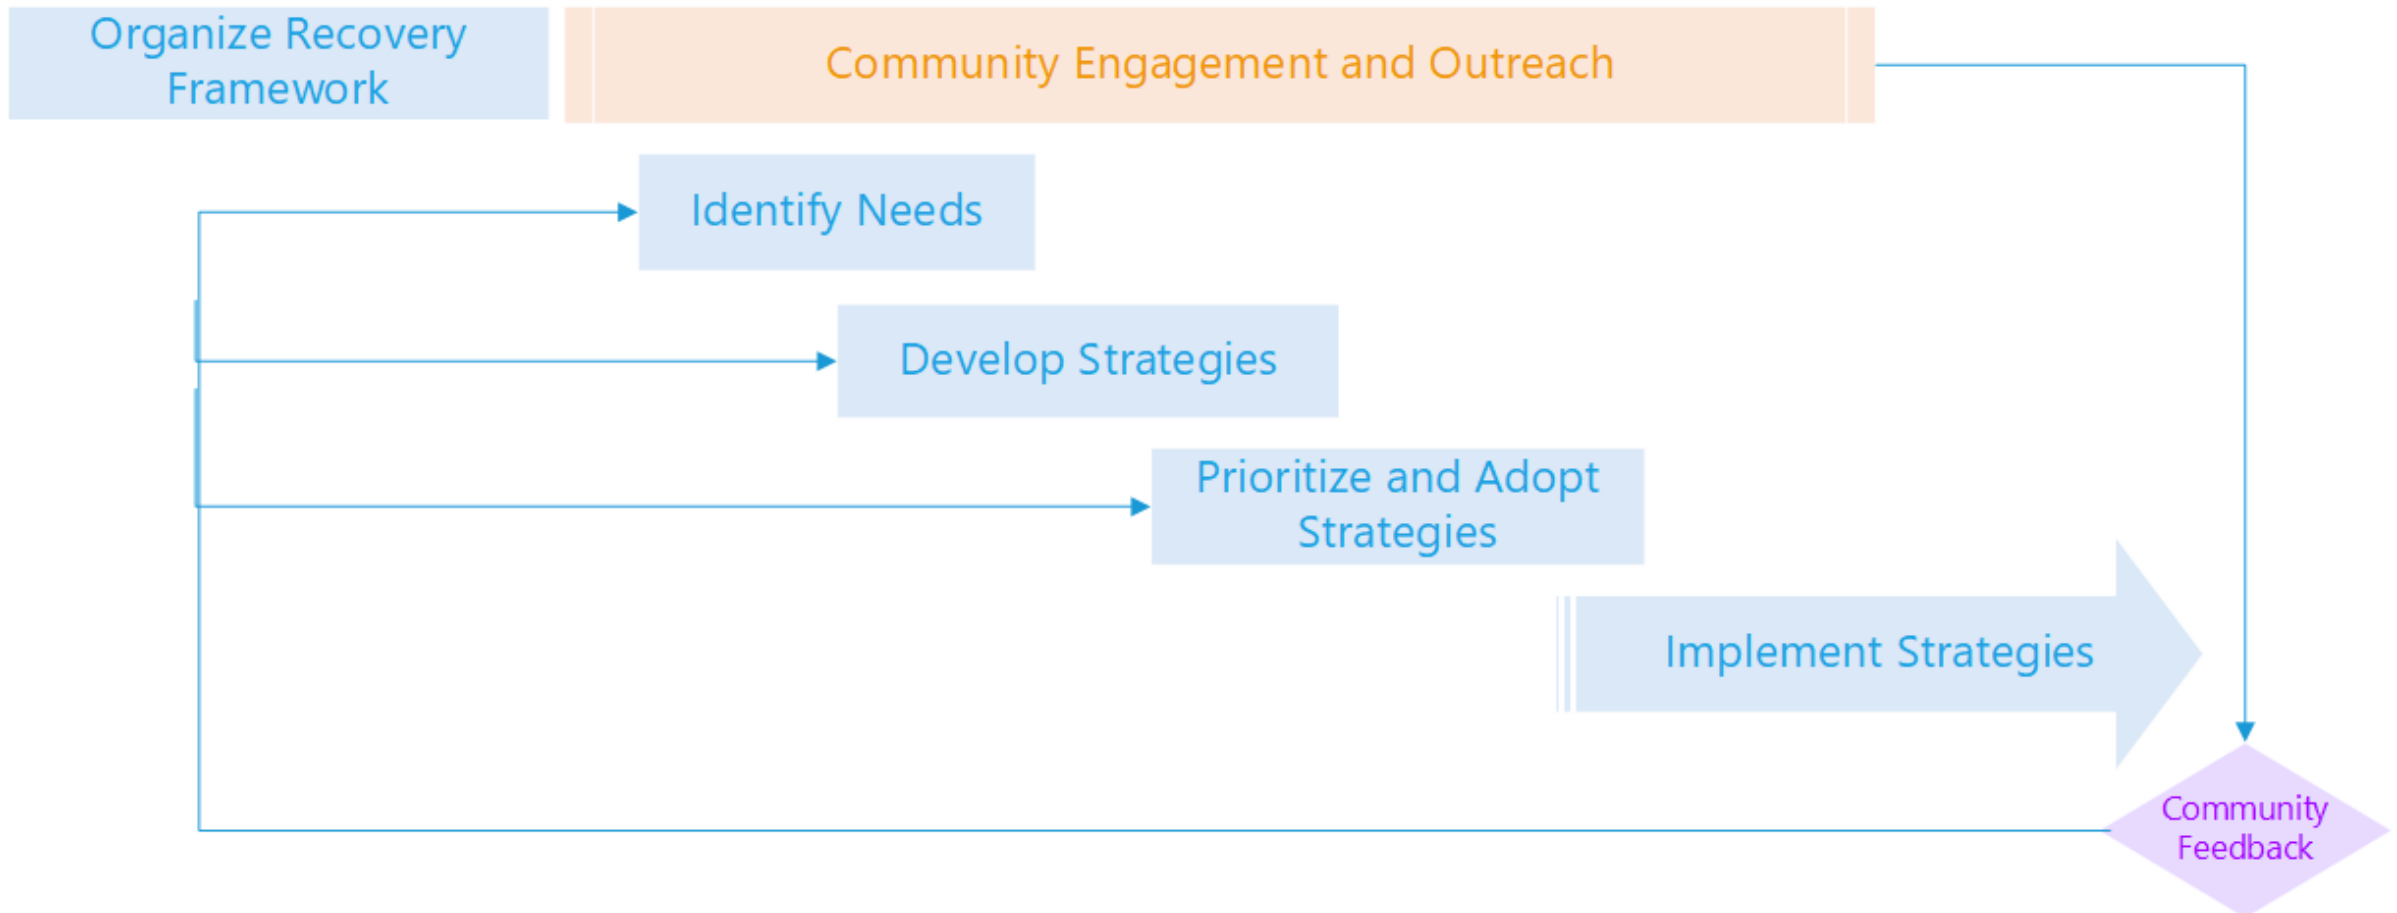 Organize Recovery
Framework
Community Engagement and Outreach
Identify Needs
Develop Strategies
Prioritize and Adopt
Strategies
Implement Strategies
Community
Feedback